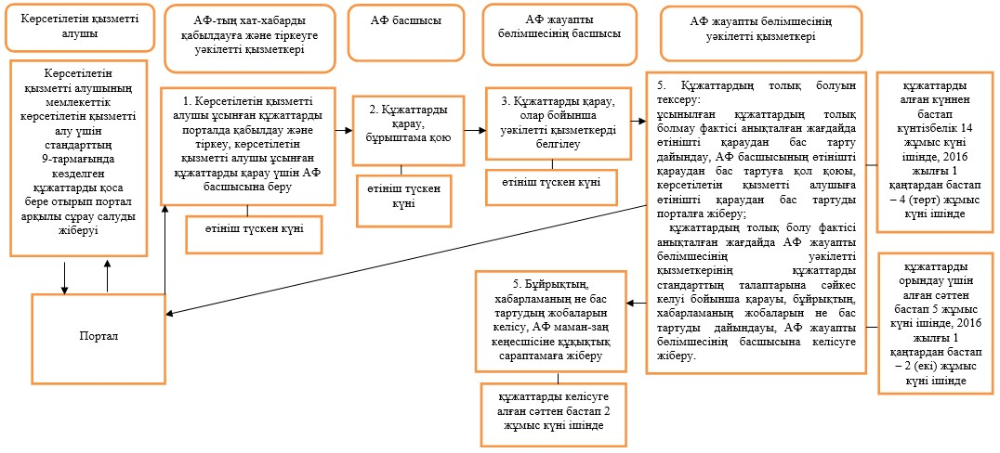 Көрсетілетін қызметті
алушы
АФ-тың хат-хабарды
қабылдауға және тіркеуге
уәкілетті қызметкері
АФ басшысы
АФ жауапты
бөлімшесінің басшысы
АФ жауапты бөлімшесінің
уәкілетті қызметкері
Көрсетілетін
қызметті алушының
мемлекеттік
көрсетілетін қызметті
алу үшін
стандарттың
9-тармағында
көзделген
құжаттарды қоса
бере отырып портал
арқылы сұрау салуды
жіберуі
1. Көрсетілетін қызметті
алушы ұсынған құжаттарды
порталда қабылдау және
тіркеу, көрсетілетін
қызметті алушы ұсынған
құжаттарды қарау үшін АФ
басшысына беру
өтініш түскен күні
2. Құжаттарды
қарау,
бұрыштама қою
өтініш түскен
күні
3. Құжаттарды қарау,
олар бойынша
уәкілетті қызметкерді
белгілеу
өтініш түскен күні
5. Құжаттардың толық болуын
тексеру:
ұсынылған құжаттардың толық
болмау фактісі анықталған жағдайда
өтінішті қараудан бас тарту
дайындау, АФ басшысының өтінішті
қараудан бас тартуға қол қоюы,
көрсетілетін қызметті алушыға
өтінішті қараудан бас тартуды
порталға жіберу;
құжаттардың толық болу фактісі
анықталған жағдайда АФ жауапты
бөлімшесінің уәкілетті
қызметкерінің құжаттарды
стандарттың талаптарына сәйкес
келуі бойынша қарауы, бұйрықтың,
хабарламаның жобаларын не бас
тартуды дайындауы, АФ жауапты
бөлімшесінің басшысына келісуге
жіберу.
құжаттарды
алған күннен
бастап
күнтізбелік 14
жұмыс күні
ішінде, 2016
жылғы 1
қаңтардан бастап
– 4 (төрт) жұмыс
күні ішінде
құжаттарды
орындау үшін
алған сәттен
бастап 5 жұмыс
күні ішінде, 2016
жылғы 1
қаңтардан бастап
– 2 (екі) жұмыс
күні ішінде
5. Бұйрықтың,
хабарламаның не бас
тартудың жобаларын
келісу, АФ маман-заң
кеңесшісіне құқықтық
сараптамаға жіберу
құжаттарды келісуге
алған сәттен бастап 2
жұмыс күні ішінде
Портал